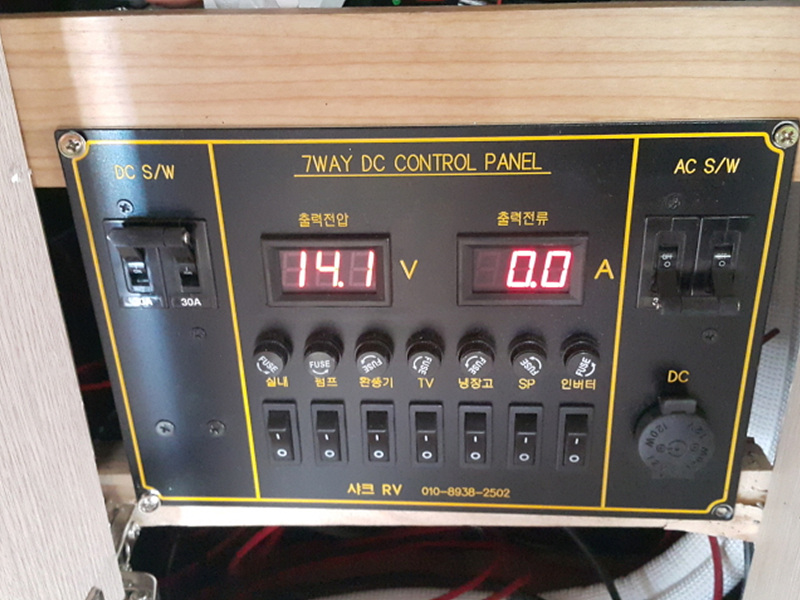 7WAY DC CONTROL PANEL
DC S/W
AC S/W
출력전압
출력전류
14.1 V
0.0 A
30A
OFF
FUSE FUSE FUSE FUSE FUSE FUSE FUSE
실내 펌프 환풍기 TV 냉장고 SP 인버터
DC
120W
샤크 RV 010-8938-2502